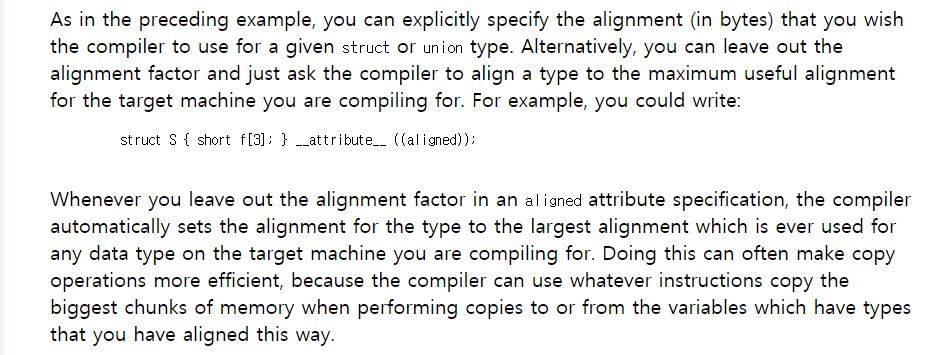 As in the preceding example, you can explicitly specify the alignment (in bytes) that you wish
the compiler to use for a given struct or union type. Alternatively, you can leave out the
alignment factor and just ask the compiler to align a type to the maximum useful alignment
for the target machine you are compiling for. For example, you could write:
struct S { short f[3]; } __attribute__ ((aligned));
Whenever you leave out the alignment factor in an aligned attribute specification, the compiler
automatically sets the alignment for the type to the largest alignment which is ever used for
any data type on the target machine you are compiling for. Doing this can often make copy
operations more efficient, because the compiler can use whatever instructions copy the
biggest chunks of memory when performing copies to or from the variables which have types
that you have aligned this way.